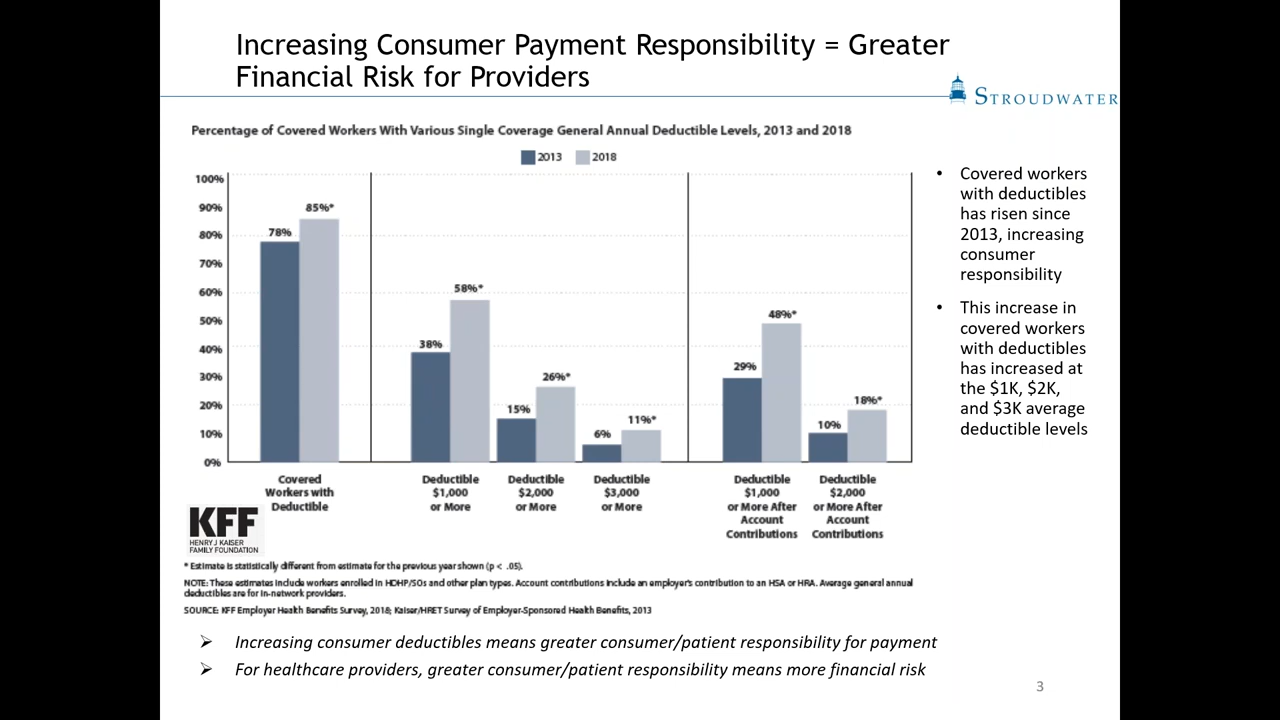 Increasing Consumer Payment Responsibility = Greater
Financial Risk for Providers
STROUDWATER
Percentage of Covered Workers With Various Single Coverage General Annual Deductible Levels, 2013 and 2018
2013 2018
100%
90%
80%
70%
60%
50%
40%
30%
20%
10%
0%
78%
85%*
38%
58%*
15%
26%*
6%
11%*
29%
48%*
10%
18%*
Covered
Workers with
Deductible
Deductible
$1,000
or More
Deductible
$2,000
or More
Deductible
$3,000
or More
Deductible
$1,000
or More After
Account
Contributions
Deductible
$2,000
or More After
Account
Contributions
KFF
HENRY J KAISER
FAMILY FOUNDATION
* Estimate is statistically different from estimate for the previous year shown (p < .05).
NOTE: These estimates include workers enrolled in HDHP/SOs and other plan types. Account contributions include an employer's contribution to an HSA or HRA. Average general annual
deductibles are for in-network providers.
SOURCE: KFF Employer Health Benefits Survey, 2018; Kaiser/HRET Survey of Employer-Sponsored Health Benefits, 2013
• Covered workers
with deductibles
has risen since
2013, increasing
consumer
responsibility
• This increase in
covered workers
with deductibles
has increased at
the $1K, $2K,
and $3K average
deductible levels
➢ Increasing consumer deductibles means greater consumer/patient responsibility for payment
➢ For healthcare providers, greater consumer/patient responsibility means more financial risk
3